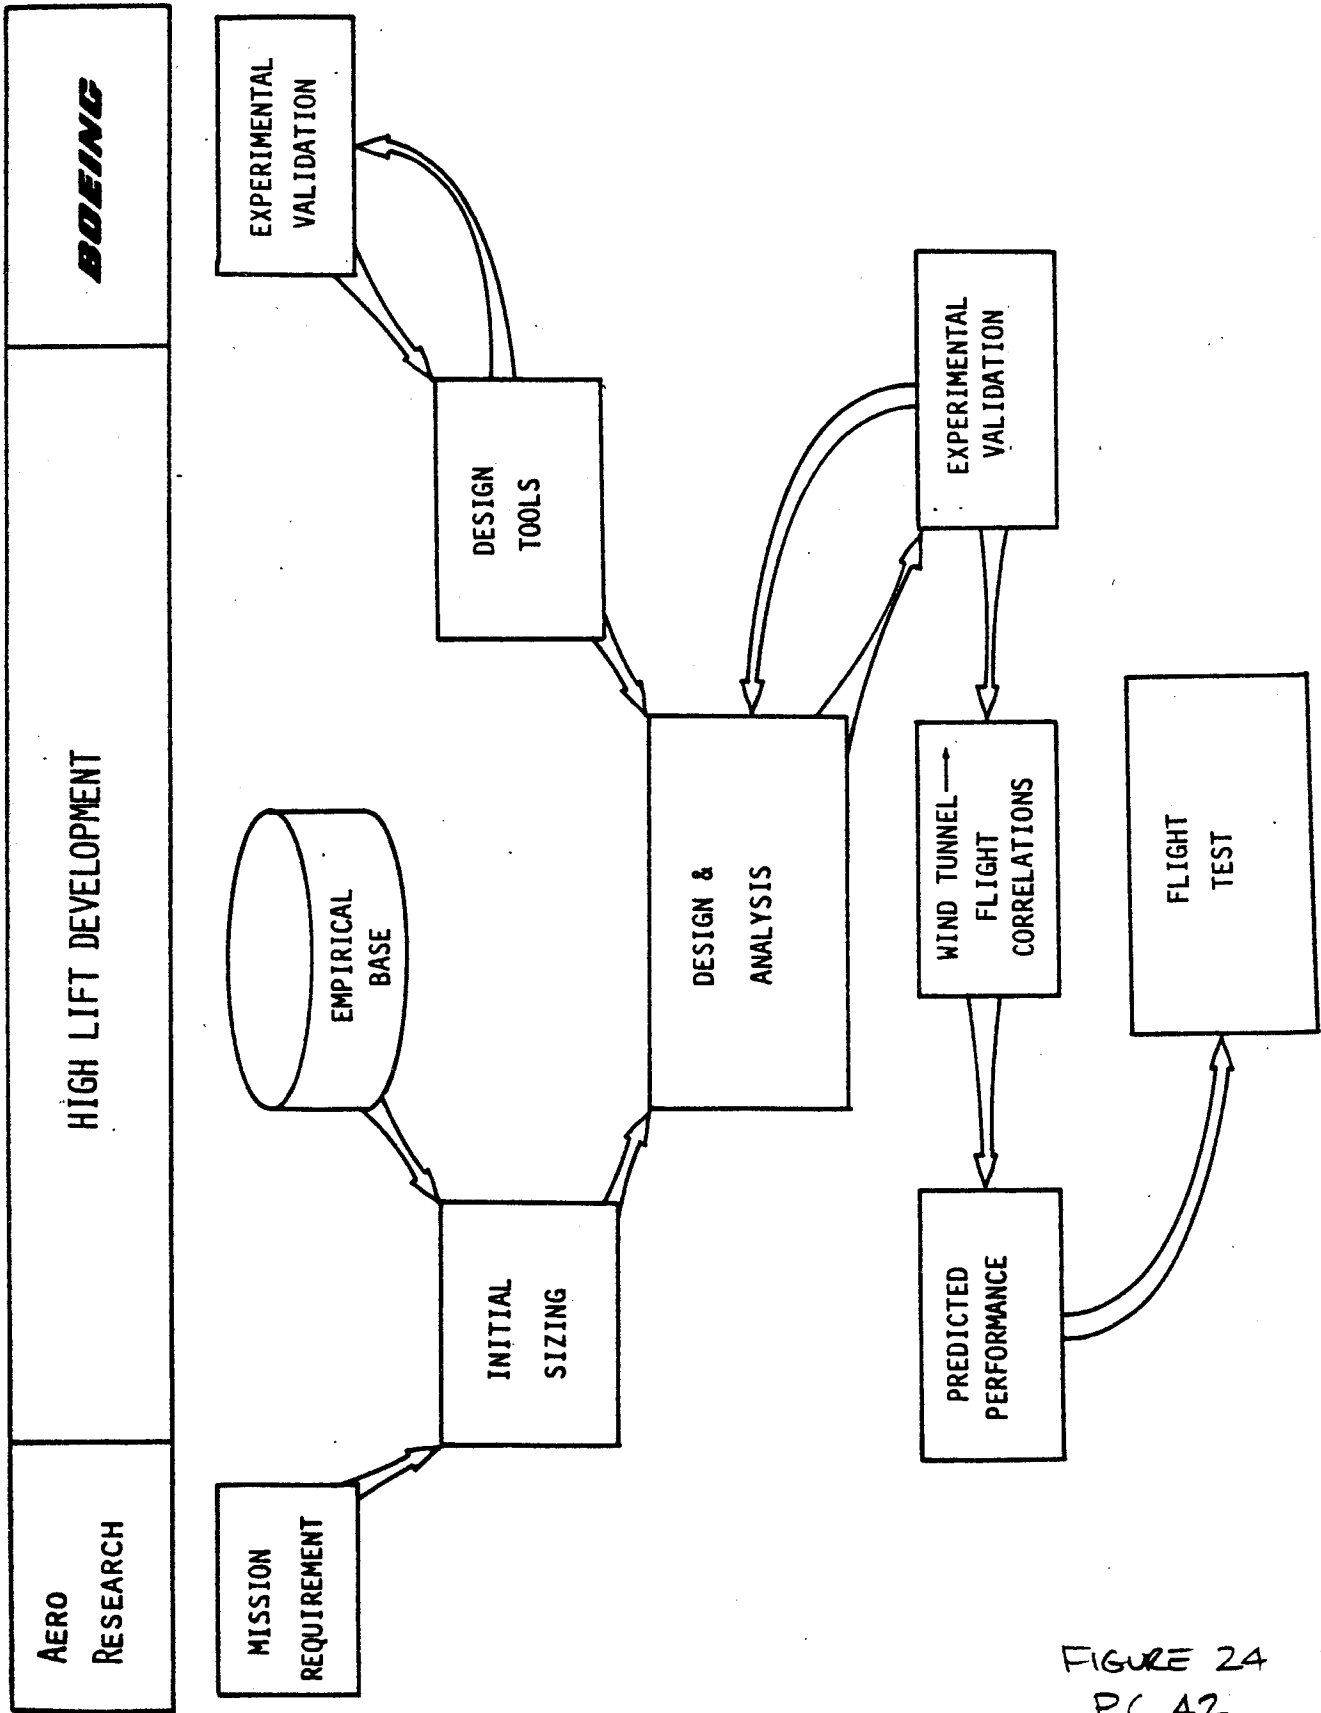 AERO
RESEARCH
HIGH LIFT DEVELOPMENT
BOEING
MISSION
REQUIREMENT
EMPIRICAL
BASE
EXPERIMENTAL
VALIDATION
INITIAL
SIZING
DESIGN
TOOLS
DESIGN &
ANALYSIS
PREDICTED
PERFORMANCE
WIND TUNNEL→
FLIGHT
CORRELATIONS
EXPERIMENTAL
VALIDATION
FLIGHT
TEST
FIGURE 24